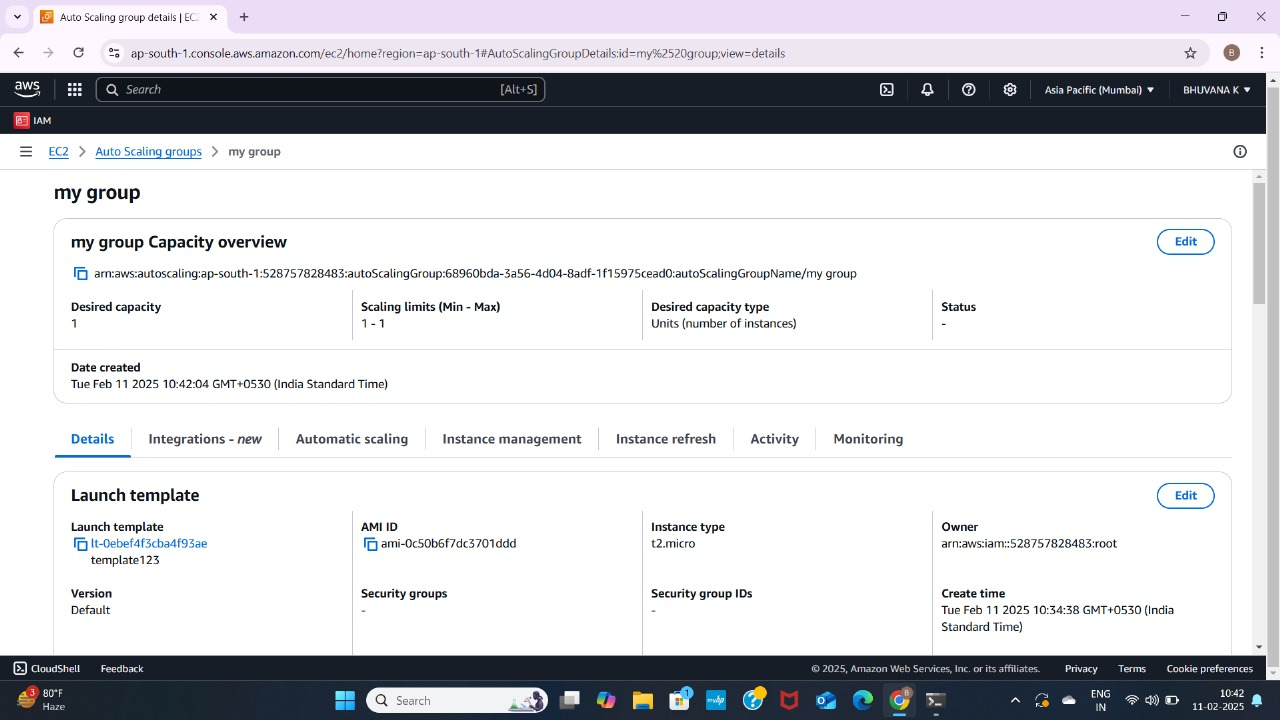 Auto Scaling group details | EC2
ap-south-1.console.aws.amazon.com/ec2/home?region=ap-south-1#AutoScalingGroupDetails:id=my%2520group;view=details
B
aws
Search
[Alt+S]
Asia Pacific (Mumbai)
BHUVANA K
IAM
EC2 > Auto Scaling groups > my group
my group
my group Capacity overview
Edit
arn:aws:autoscaling:ap-south-1:528757828483:autoScalingGroup:68960bda-3a56-4d04-8adf-1f15975cead0:autoScalingGroupName/my group
Desired capacity
1
Scaling limits (Min - Max)
1 - 1
Desired capacity type
Units (number of instances)
Status
-
Date created
Tue Feb 11 2025 10:42:04 GMT+0530 (India Standard Time)
Details
Integrations - new
Automatic scaling
Instance management
Instance refresh
Activity
Monitoring
Launch template
Edit
Launch template
lt-0ebef4f3cba4f93ae
template123
AMI ID
ami-0c50b6f7dc3701ddd
Instance type
t2.micro
Owner
arn:aws:iam::528757828483:root
Version
Default
Security groups
-
Security group IDs
-
Create time
Tue Feb 11 2025 10:34:38 GMT+0530 (India
Standard Time)
CloudShell
Feedback
© 2025, Amazon Web Services, Inc. or its affiliates.
Privacy
Terms
Cookie preferences
3
80°F
Haze
Search
1
myhp
B
ENG
IN
10:42
11-02-2025